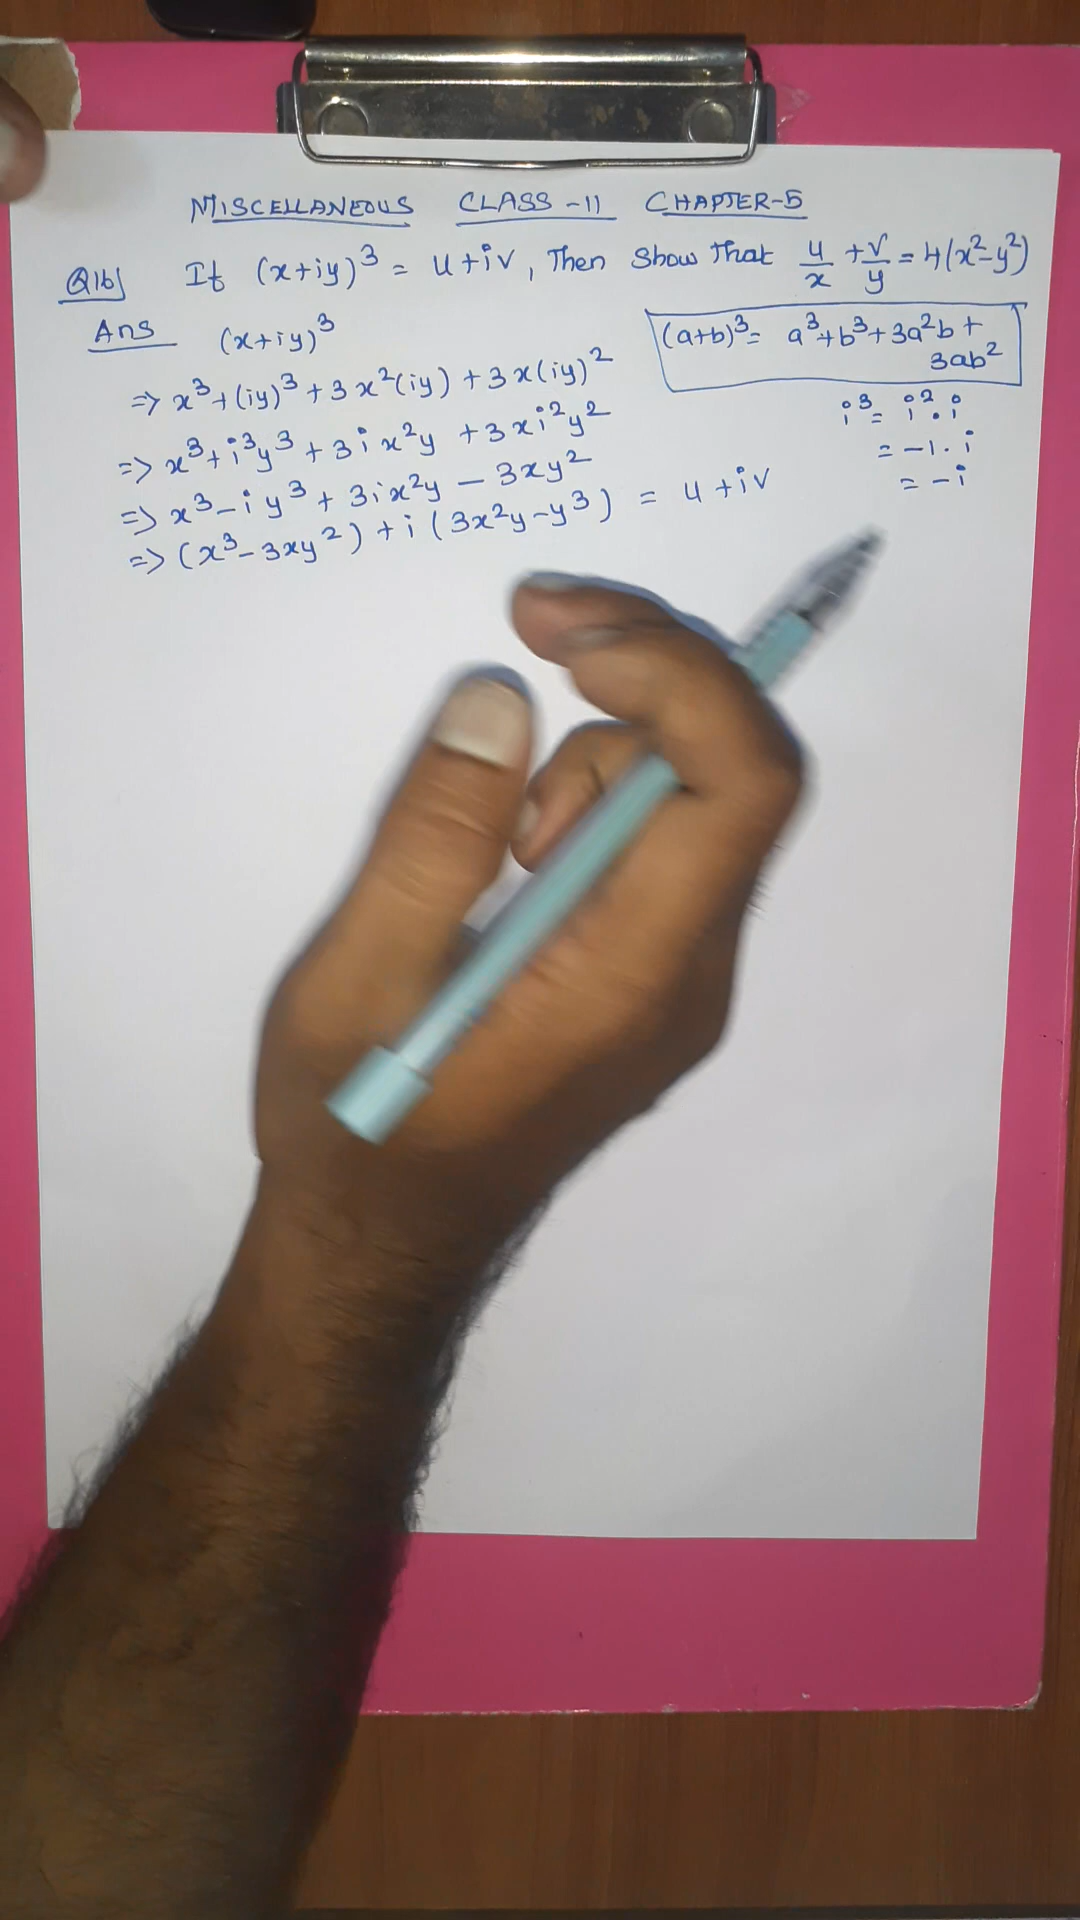 MISCELLANEOUS CLASS-11 CHAPTER-5
Q16) If (x+iy)³ = u+iv, Then Show That u/x + v/y = 4(x²-y²)
Ans (x+iy)³
(a+b)³= a³+b³+3a²b+
3ab²
=> x³+(iy)³+3x²(iy)+3x(iy)²
=> x³+i³y³+3ix²y+3xi²y²
i³= i².i
= -1.i
= -i
=> x³-iy³+3ix²y-3xy²
=> (x³-3xy²)+i(3x²y-y³) = u+iv